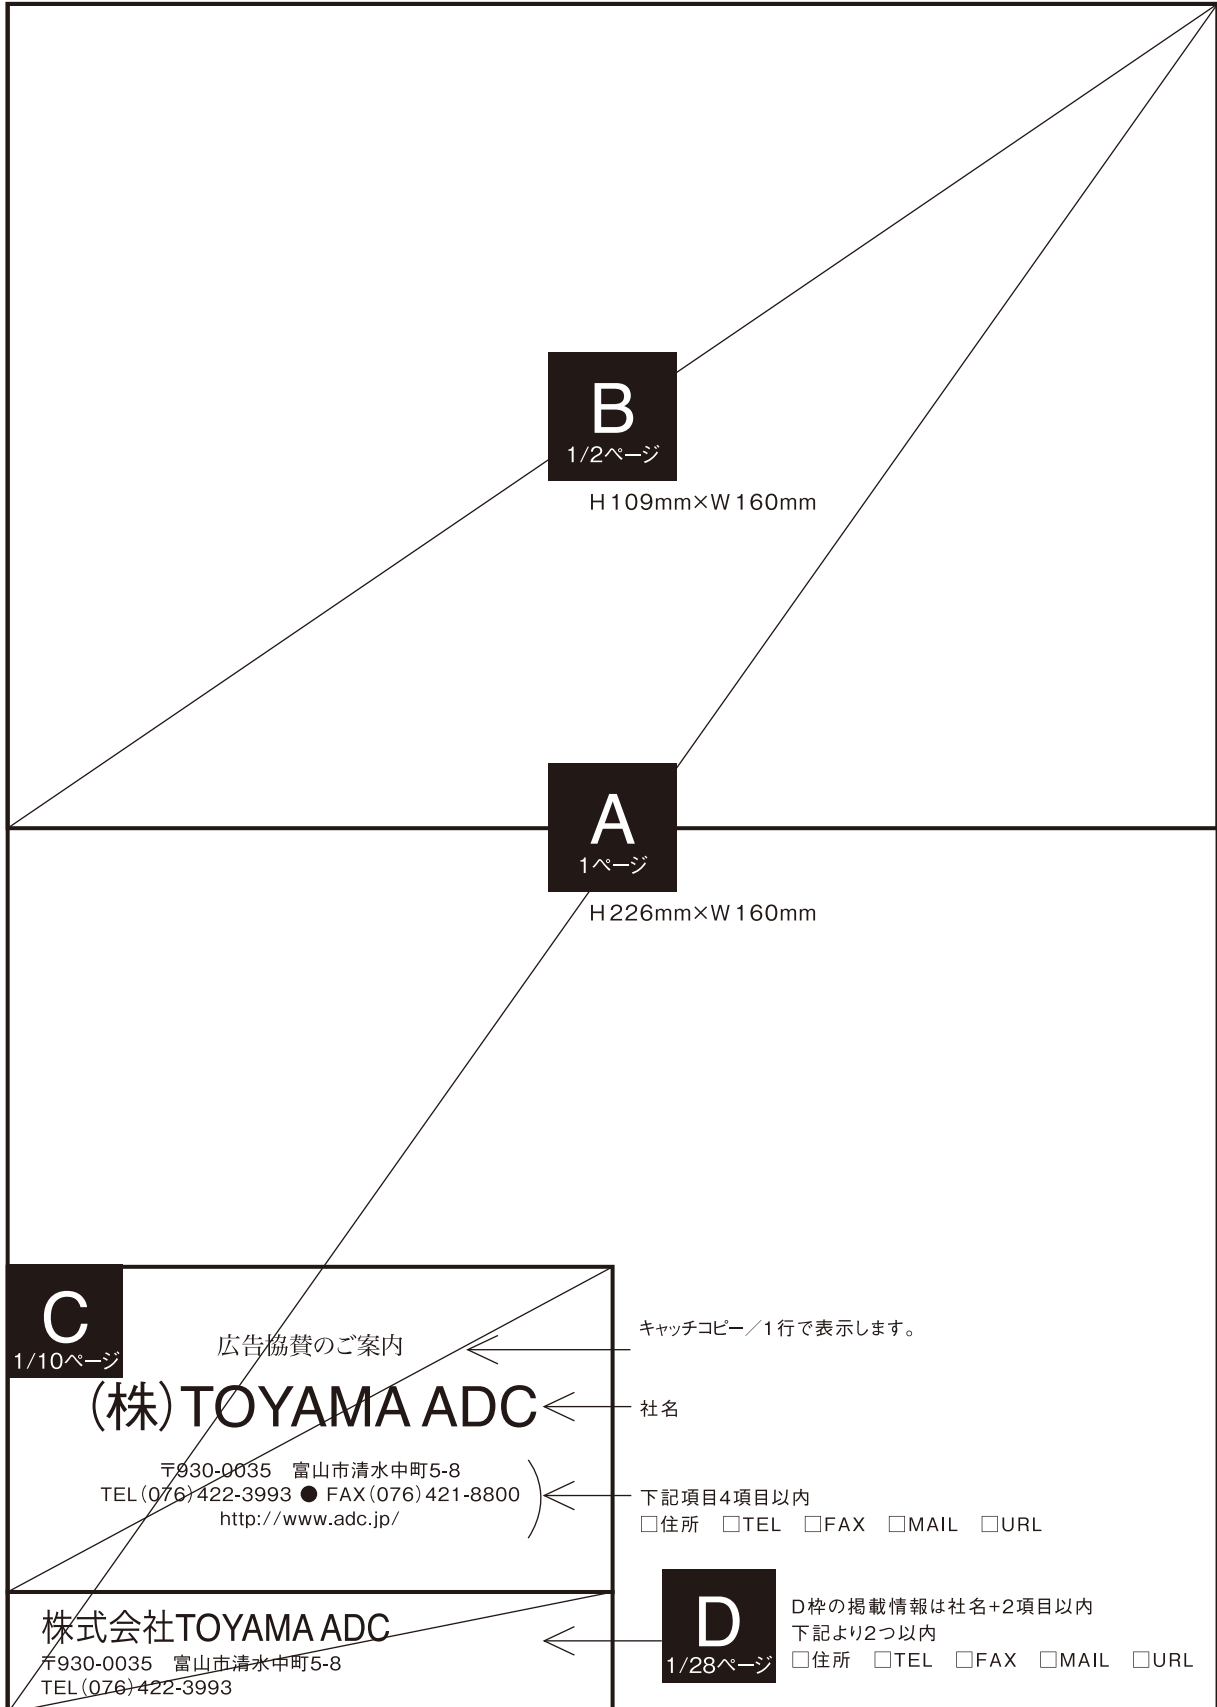 B
1/2ページ
H109mm×W160mm
A
1ページ
H226mm×W160mm
C
1/10ページ
広告協賛のご案内
(株)TOYAMA ADC
〒930-0035 富山市清水中町5-8
TEL(076)422-3993 ● FAX(076)421-8800
http://www.adc.jp/
キャッチコピー/1行で表示します。
社名
下記項目4項目以内
□住所 □TEL □FAX □MAIL □URL
株式会社TOYAMA ADC
〒930-0035 富山市清水中町5-8
TEL(076)422-3993
D
1/28ページ
D枠の掲載情報は社名+2項目以内
下記より2つ以内
□住所 □TEL □FAX □MAIL □URL